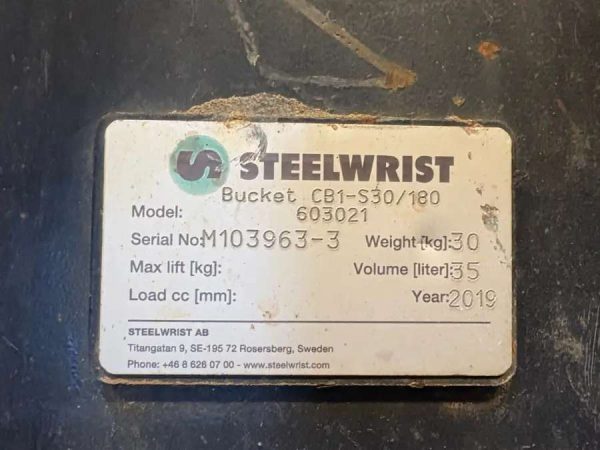 STEELWRIST
Bucket CB1-S30/180
Model: 603021
Serial No: M103963-3 Weight [kg]: 30
Max lift [kg]: Volume [liter]: 35
Load cc [mm]: Year: 2019
STEELWRIST AB
Titangatan 9, SE-195 72 Rosersberg, Sweden
Phone: +46 8 626 07 00 - www.steelwrist.com